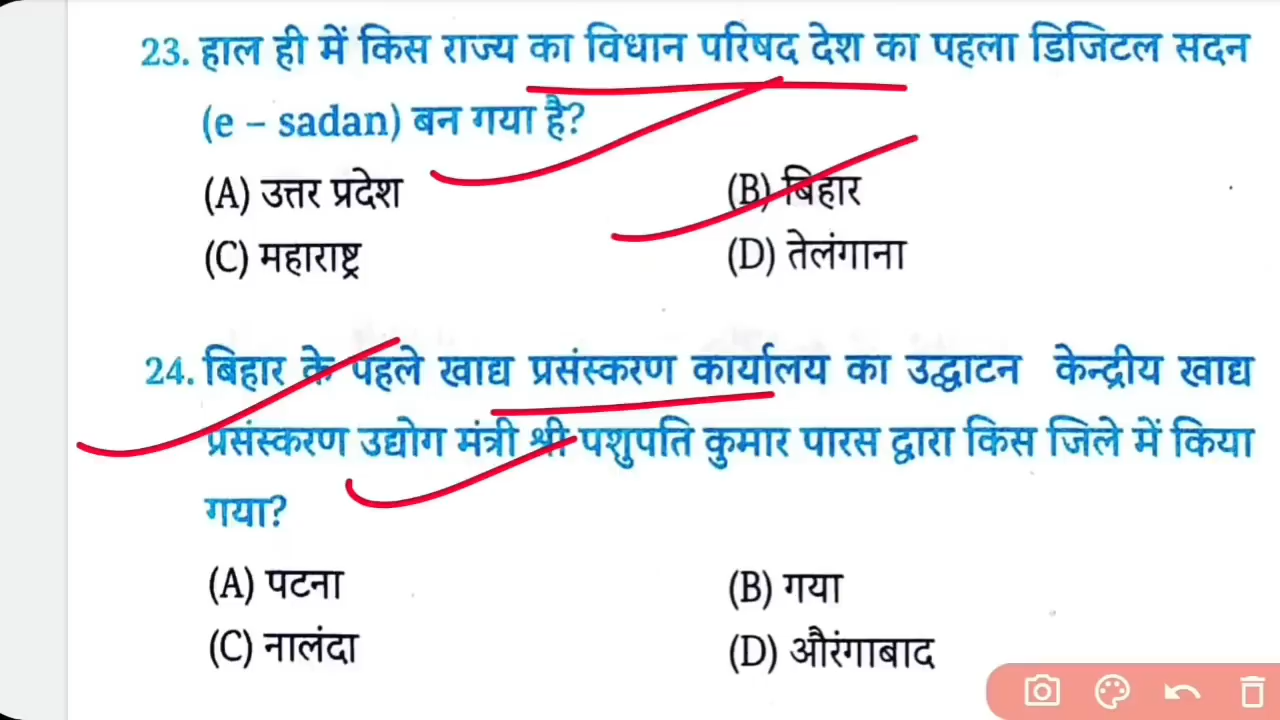 23. हाल ही में किस राज्य का विधान परिषद देश का पहला डिजिटल सदन
(e – sadan) बन गया है?
(A) उत्तर प्रदेश (B) बिहार
(C) महाराष्ट्र (D) तेलंगाना
24. बिहार के पहले खाद्य प्रसंस्करण कार्यालय का उद्घाटन केन्द्रीय खाद्य
प्रसंस्करण उद्योग मंत्री श्री पशुपति कुमार पारस द्वारा किस जिले में किया
गया?
(A) पटना (B) गया
(C) नालंदा (D) औरंगाबाद